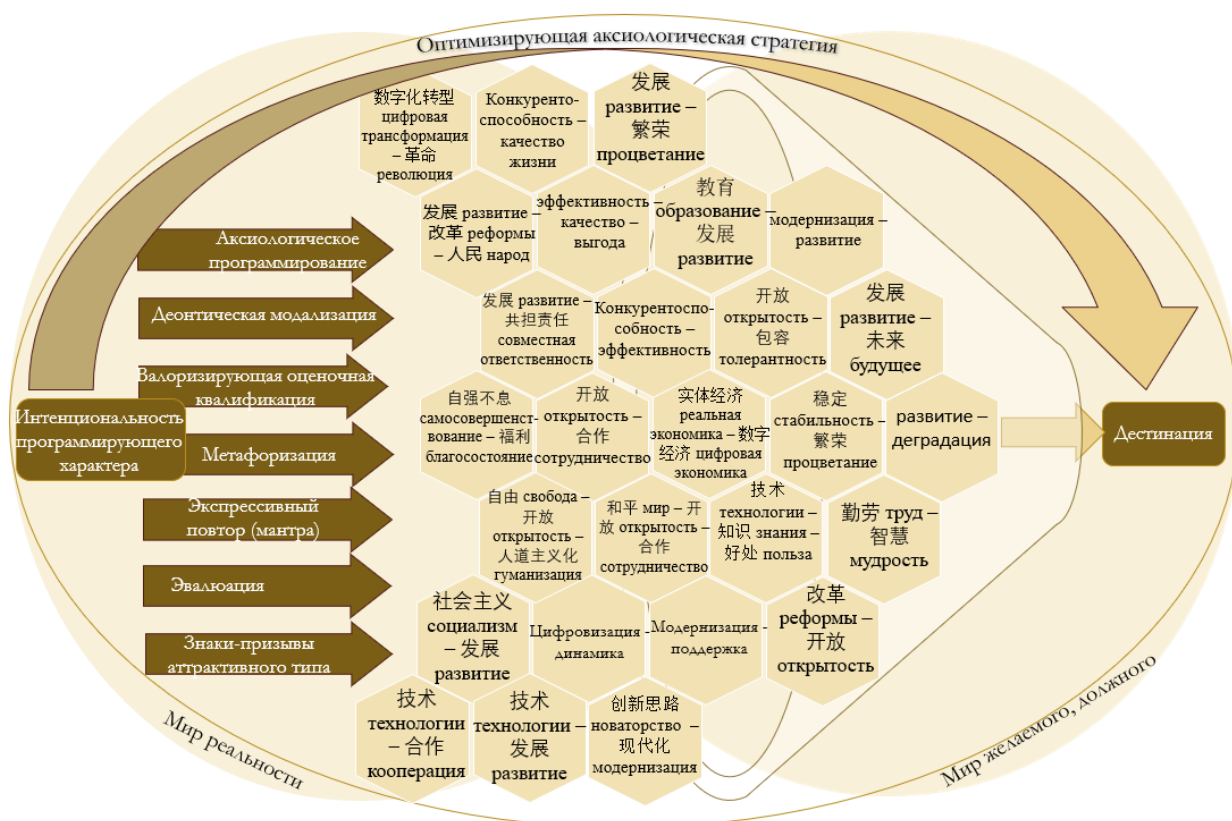 Оптимизирующая аксиологическая стратегия
数字化转型
цифровая
трансформация
– 革命
революция
Конкуренто-
способность –
качество
жизни
发展
развитие –
繁荣
процветание
发展 развитие –
改革 реформы
– 人民 народ
эффективность –
качество –
выгода
教育
образование –
发展
развитие
модернизация –
развитие
Аксиологическое
программирование
Деонтическая модализация
Валоризирующая оценочная
квалификация
Интенциональность
программирующего
характера
Метафоризация
Экспрессивный
повтор (мантра)
Эвалюация
Знаки-призывы
аттрактивного типа
发展 развитие –
共担责任
совместная
ответственность
Конкурентоспо-
собность –
эффективность
开放
открытость –
包容
толерантность
发展
развитие –
未来
будущее
自强不息
самосовершенст-
вование – 福利
благосостояние
开放
открытость –
合作
сотрудничество
实体经济
реальная
экономика – 数字
经济 цифровая
экономика
稳定
стабильность –
繁荣
процветание
развитие –
деградация
Дестинация
自由 свобода –
开放
открытость –
人道主义化
гуманизация
和平 мир – 开
放 открытость –
合作
сотрудничество
技术
технологии –
知识 знания –
好处 польза
勤劳 труд –
智慧
мудрость
社会主义
социализм
– 发展
развитие
Цифровизация -
динамика
Модернизация -
поддержка
改革
реформы –
开放
открытость
技术
технологии
– 合作
кооперация
技术
технологии –
发展
развитие
创新思路
новаторство –
现代化
модернизация
Мир реальности
Мир желаемого, должного